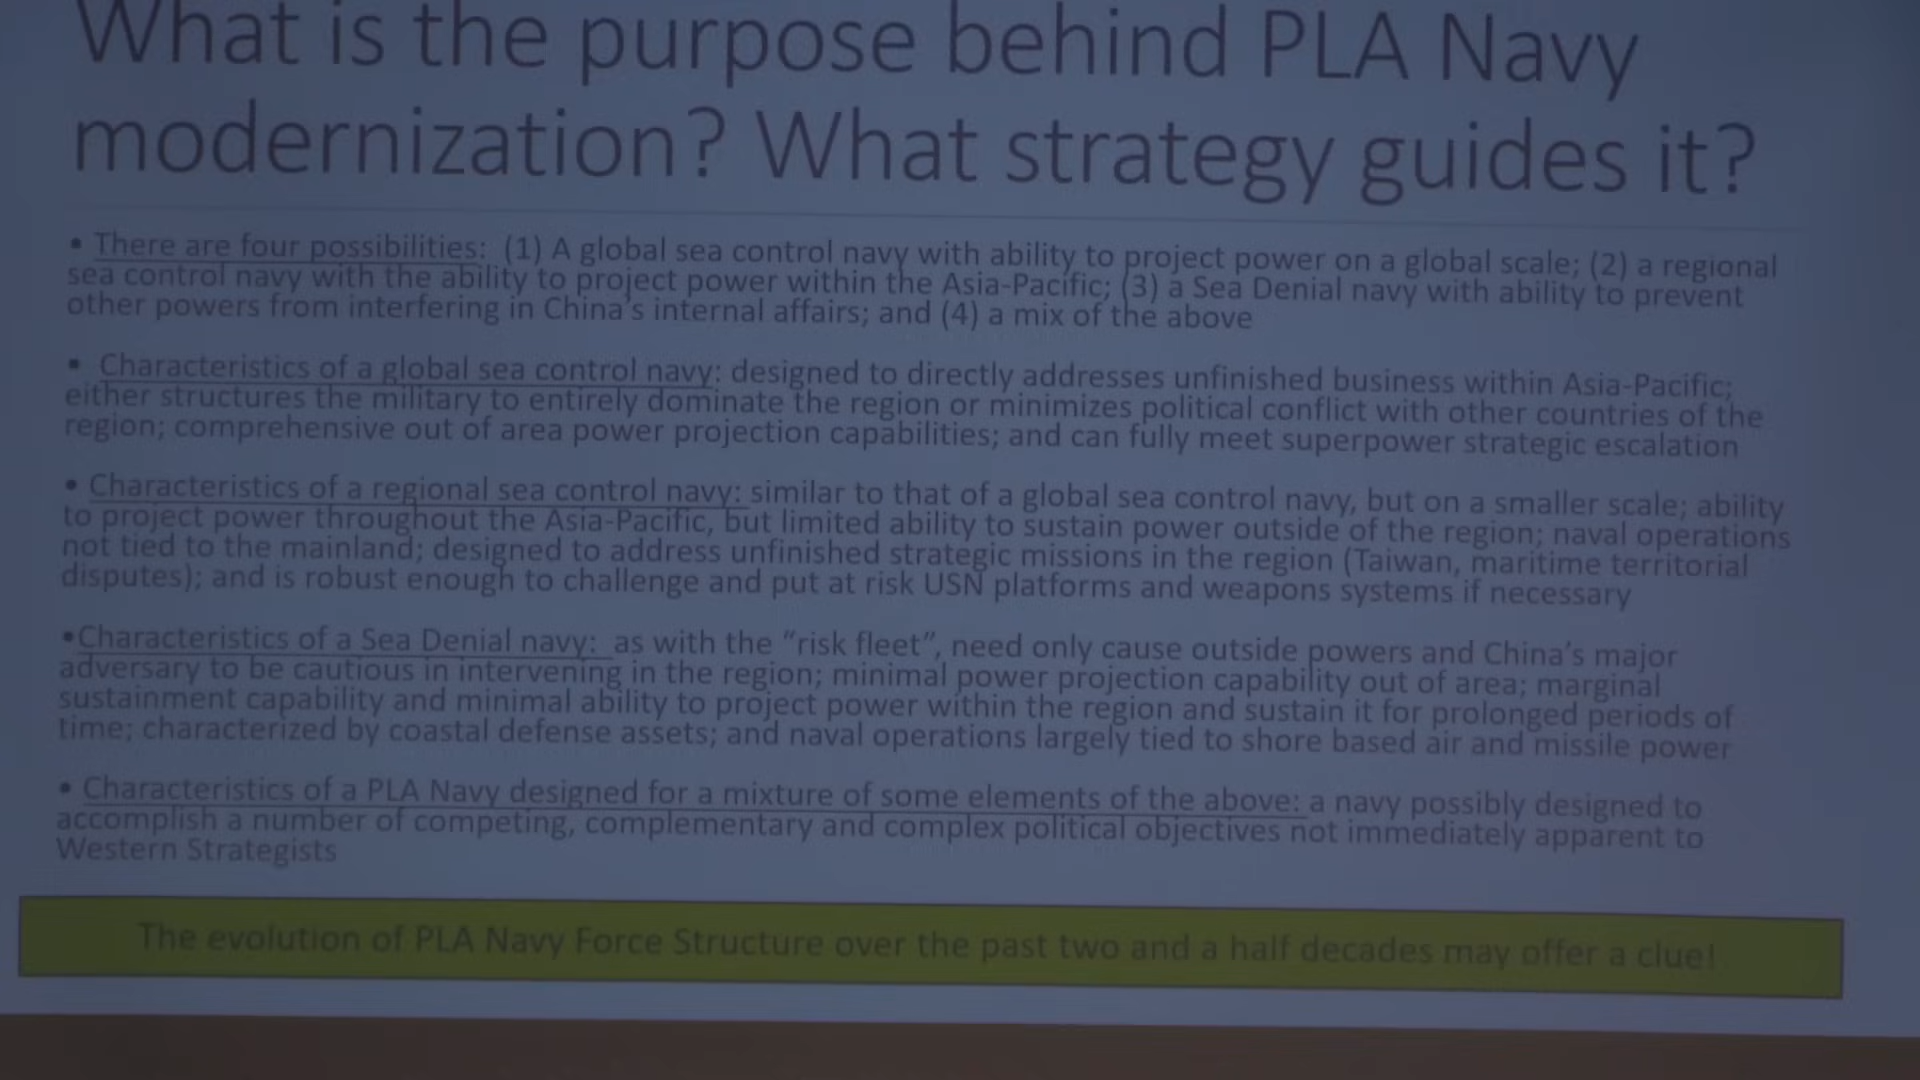 What is the purpose behind PLA Navy
modernization? What strategy guides it?
• There are four possibilities: (1) A global sea control navy with ability to project power on a global scale; (2) a regional
sea control navy with the ability to project power within the Asia-Pacific; (3) a Sea Denial navy with ability to prevent
other powers from interfering in China's internal affairs; and (4) a mix of the above
• Characteristics of a global sea control navy: designed to directly addresses unfinished business within Asia-Pacific;
either structures the military to entirely dominate the region or minimizes political conflict with other countries of the
region; comprehensive out of area power projection capabilities; and can fully meet superpower strategic escalation
• Characteristics of a regional sea control navy: similar to that of a global sea control navy, but on a smaller scale; ability
to project power throughout the Asia-Pacific, but limited ability to sustain power outside of the region; naval operations
not tied to the mainland; designed to address unfinished strategic missions in the region (Taiwan, maritime territorial
disputes); and is robust enough to challenge and put at risk USN platforms and weapons systems if necessary
•Characteristics of a Sea Denial navy: as with the “risk fleet”, need only cause outside powers and China's major
adversary to be cautious in intervening in the region; minimal power projection capability out of area; marginal
sustainment capability and minimal ability to project power within the region and sustain it for prolonged periods of
time; characterized by coastal defense assets; and naval operations largely tied to shore based air and missile power
• Characteristics of a PLA Navy designed for a mixture of some elements of the above: a navy possibly designed to
accomplish a number of competing, complementary and complex political objectives not immediately apparent to
Western Strategists
The evolution of PLA Navy Force Structure over the past two and a half decades may offer a clue!